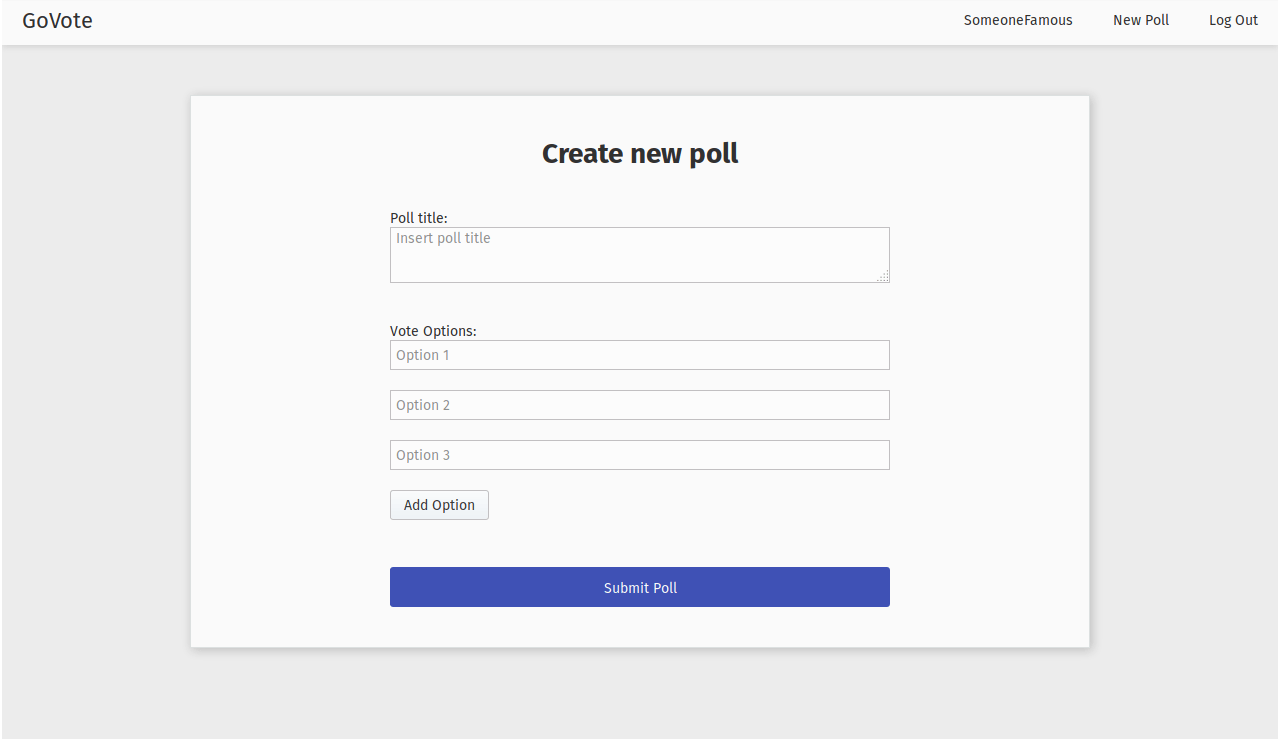 GoVote SomeoneFamous New Poll Log Out
Create new poll
Poll title:
Insert poll title
Vote Options:
Option 1
Option 2
Option 3
Add Option
Submit Poll